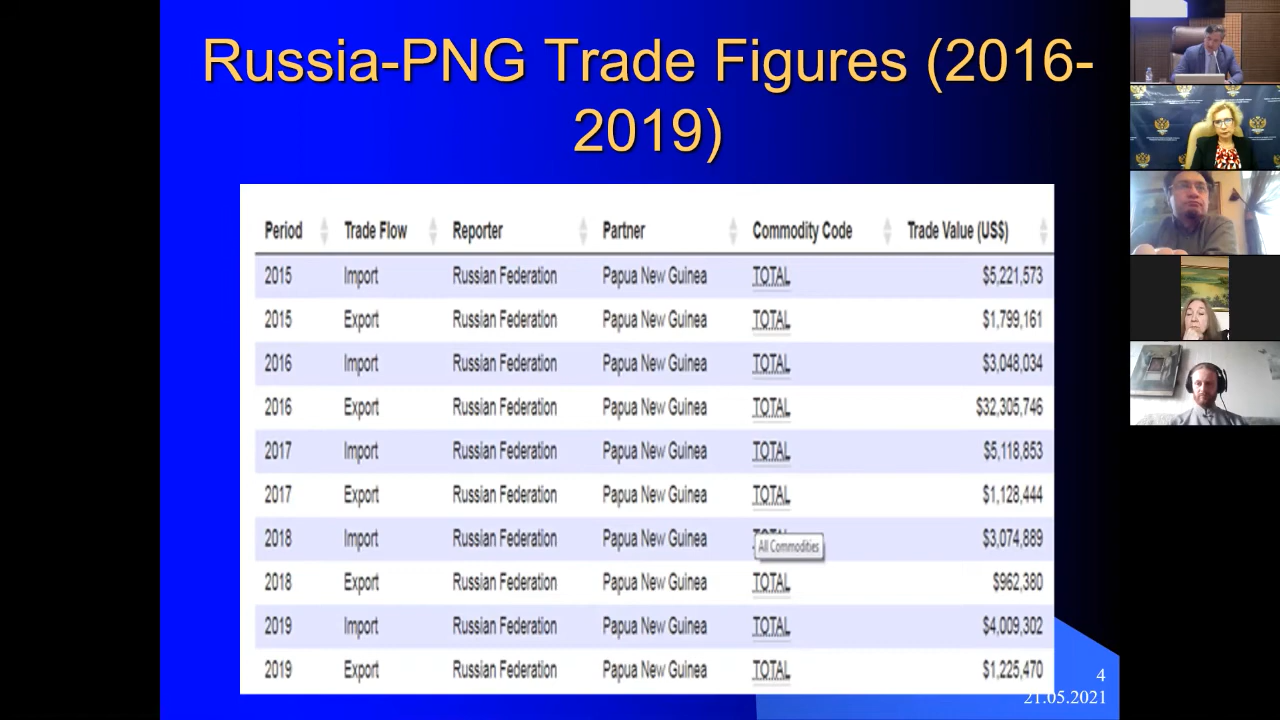 Russia-PNG Trade Figures (2016-
2019)
Period Trade Flow Reporter Partner Commodity Code Trade Value (US$)
2015 Import Russian Federation Papua New Guinea TOTAL $5,221,573
2015 Export Russian Federation Papua New Guinea TOTAL $1,799,161
2016 Import Russian Federation Papua New Guinea TOTAL $3,048,034
2016 Export Russian Federation Papua New Guinea TOTAL $32,305,746
2017 Import Russian Federation Papua New Guinea TOTAL $5,118,853
2017 Export Russian Federation Papua New Guinea TOTAL $1,128,444
2018 Import Russian Federation Papua New Guinea TOTAL $3,074,889
All Commodities
2018 Export Russian Federation Papua New Guinea TOTAL $962,380
2019 Import Russian Federation Papua New Guinea TOTAL $4,009,302
2019 Export Russian Federation Papua New Guinea TOTAL $1,225,470
4
21.05.2021